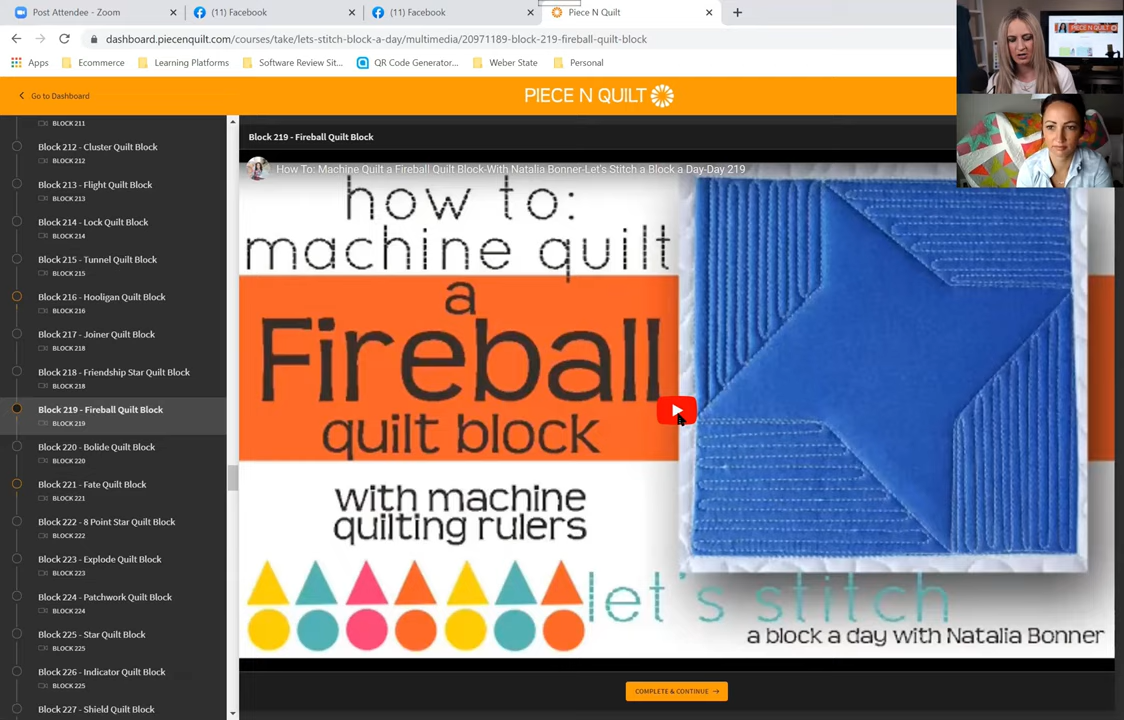 Post Attendee - Zoom
(11) Facebook
(11) Facebook
Piece N Quilt
dashboard.piecenquilt.com/courses/take/lets-stitch-block-a-day/multimedia/20971189-block-219-fireball-quilt-block
Apps
Ecommerce
Learning Platforms
Software Review Sit...
QR Code Generator...
Weber State
Personal
Go to Dashboard
PIECE N QUILT
BLOCK 211
Block 212 - Cluster Quilt Block
BLOCK 212
Block 213 - Flight Quilt Block
BLOCK 213
Block 214 - Lock Quilt Block
BLOCK 214
Block 215 - Tunnel Quilt Block
BLOCK 215
Block 216 - Hooligan Quilt Block
BLOCK 216
Block 217 - Joiner Quilt Block
BLOCK 218
Block 218 - Friendship Star Quilt Block
BLOCK 218
Block 219 - Fireball Quilt Block
BLOCK 219
Block 220 - Bolide Quilt Block
BLOCK 220
Block 221 - Fate Quilt Block
BLOCK 221
Block 222 - 8 Point Star Quilt Block
BLOCK 222
Block 223 - Explode Quilt Block
BLOCK 223
Block 224 - Patchwork Quilt Block
BLOCK 224
Block 225 - Star Quilt Block
BLOCK 225
Block 226 - Indicator Quilt Block
BLOCK 225
Block 227 - Shield Quilt Block
Block 219 - Fireball Quilt Block
How To: Machine Quilt a Fireball Quilt Block-With Natalia Bonner-Let's Stitch a Block a Day-Day 219
how to:
machine quilt
a
Fireball
quilt block
with machine
quilting rulers
let's stitch
a block a day with Natalia Bonner
COMPLETE & CONTINUE →